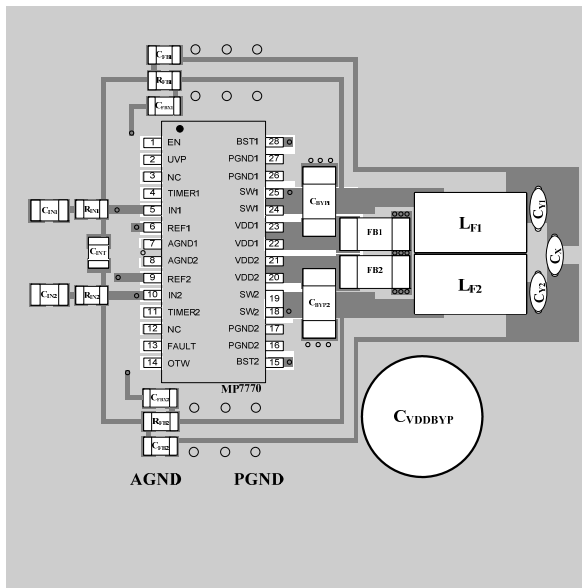 CFB1
RFB1
CFBX1
1 EN BST1 28
2 UVP PGND1 27
3 NC PGND1 26
4 TIMER1 SW1 25
5 IN1 SW1 24
6 REF1 VDD1 23
7 AGND1 VDD1 22
8 AGND2 VDD2 21
9 REF2 VDD2 20
10 IN2 SW2 19
11 TIMER2 SW2 18
12 NC PGND2 17
13 FAULT PGND2 16
14 OTW BST2 15
MP7770
CIN1
RIN1
CINT
CIN2
RIN2
CBYP1
FB1
FB2
CBYP2
LF1
LF2
CY1
CX
CY2
CFBX2
RFB2
CFB2
CVDDBYP
AGND PGND